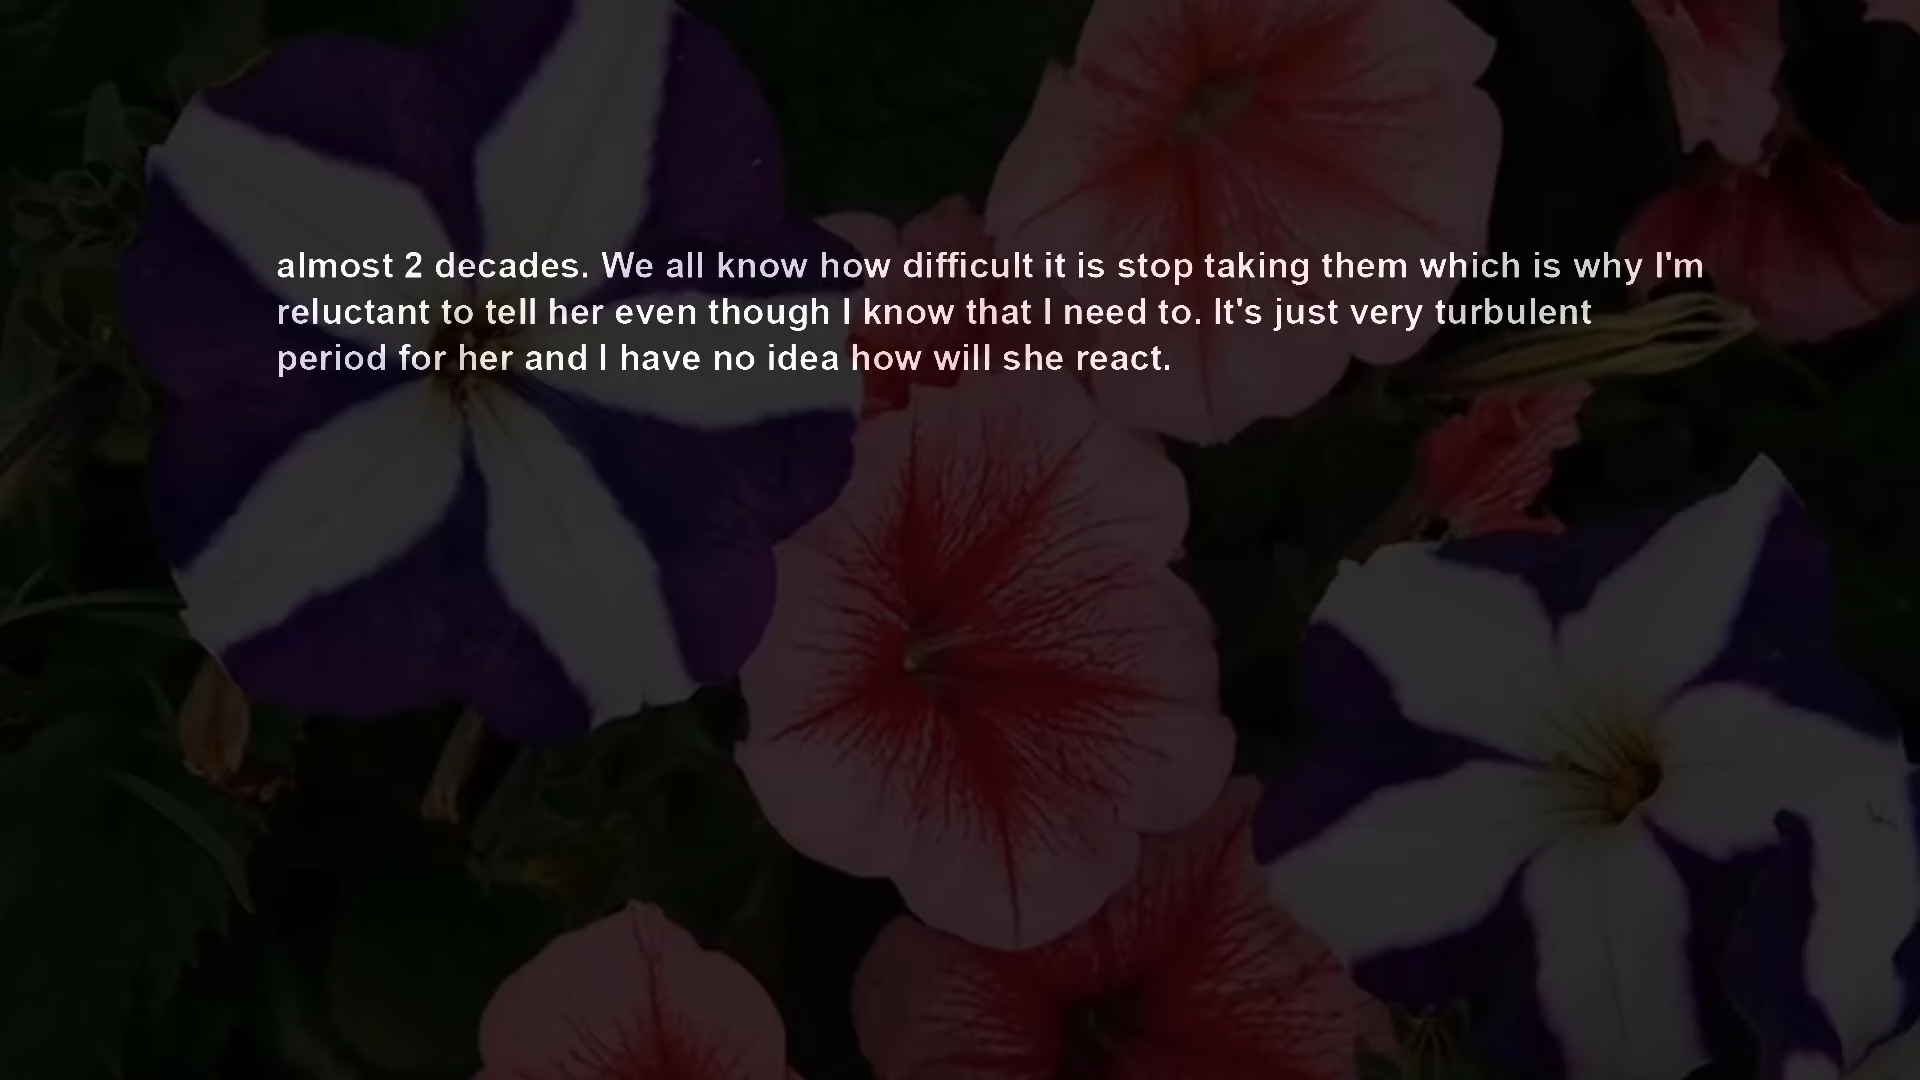 almost 2 decades. We all know how difficult it is stop taking them which is why I'm
reluctant to tell her even though I know that I need to. It's just very turbulent
period for her and I have no idea how will she react.